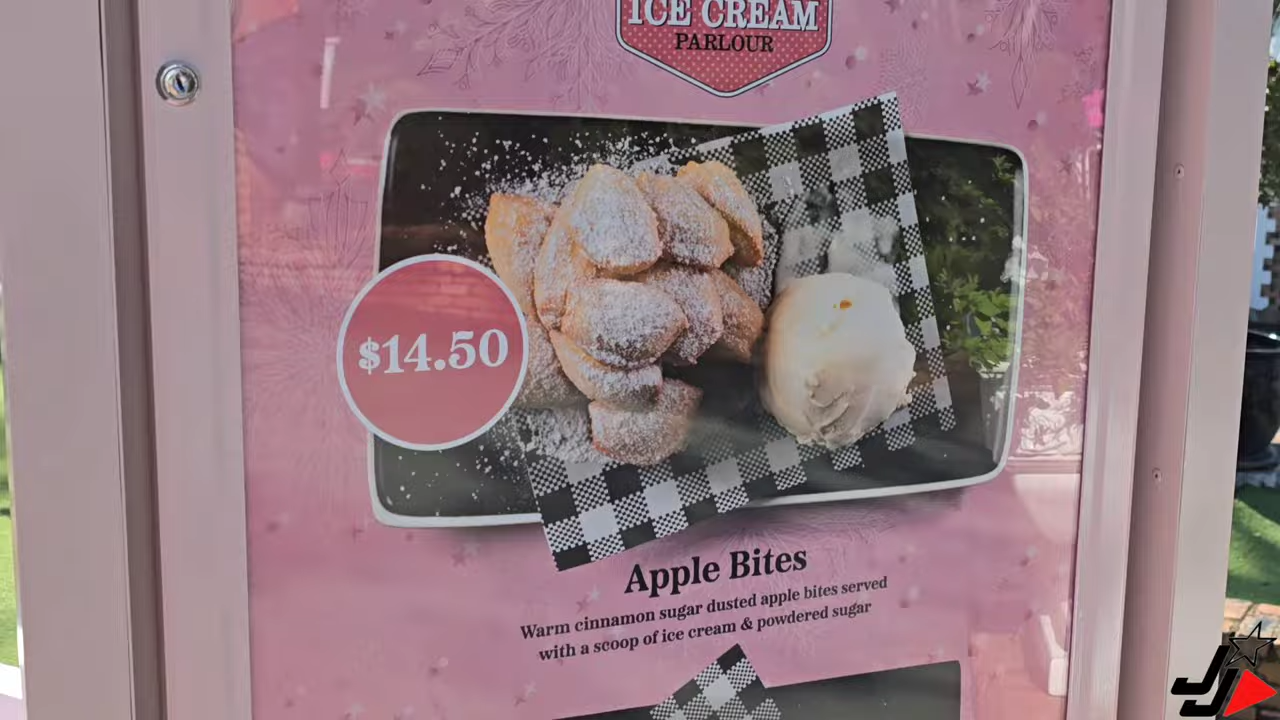 ICE CREAM
PARLOUR
$14.50
Apple Bites
Warm cinnamon sugar dusted apple bites served
with a scoop of ice cream & powdered sugar
JJ